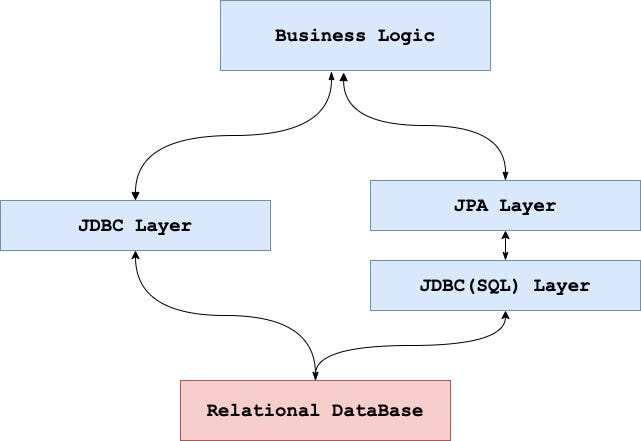 Business Logic
JDBC Layer
JPA Layer
JDBC(SQL) Layer
Relational DataBase